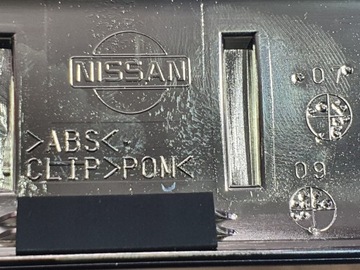 NISSAN
07
>ABS<
CLIP>POM<
09